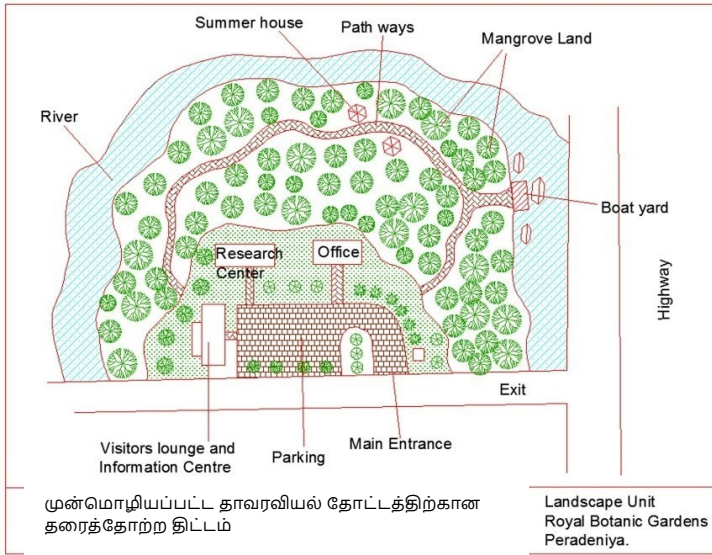 Summer house
Path ways
Mangrove Land
River
Boat yard
Research
Center
Office
Highway
Exit
Visitors lounge and
Information Centre
Parking
Main Entrance
முன்மொழியப்பட்ட தாவரவியல் தோட்டத்திற்கான
தரைத்தோற்ற திட்டம்
Landscape Unit
Royal Botanic Gardens
Peradeniya.